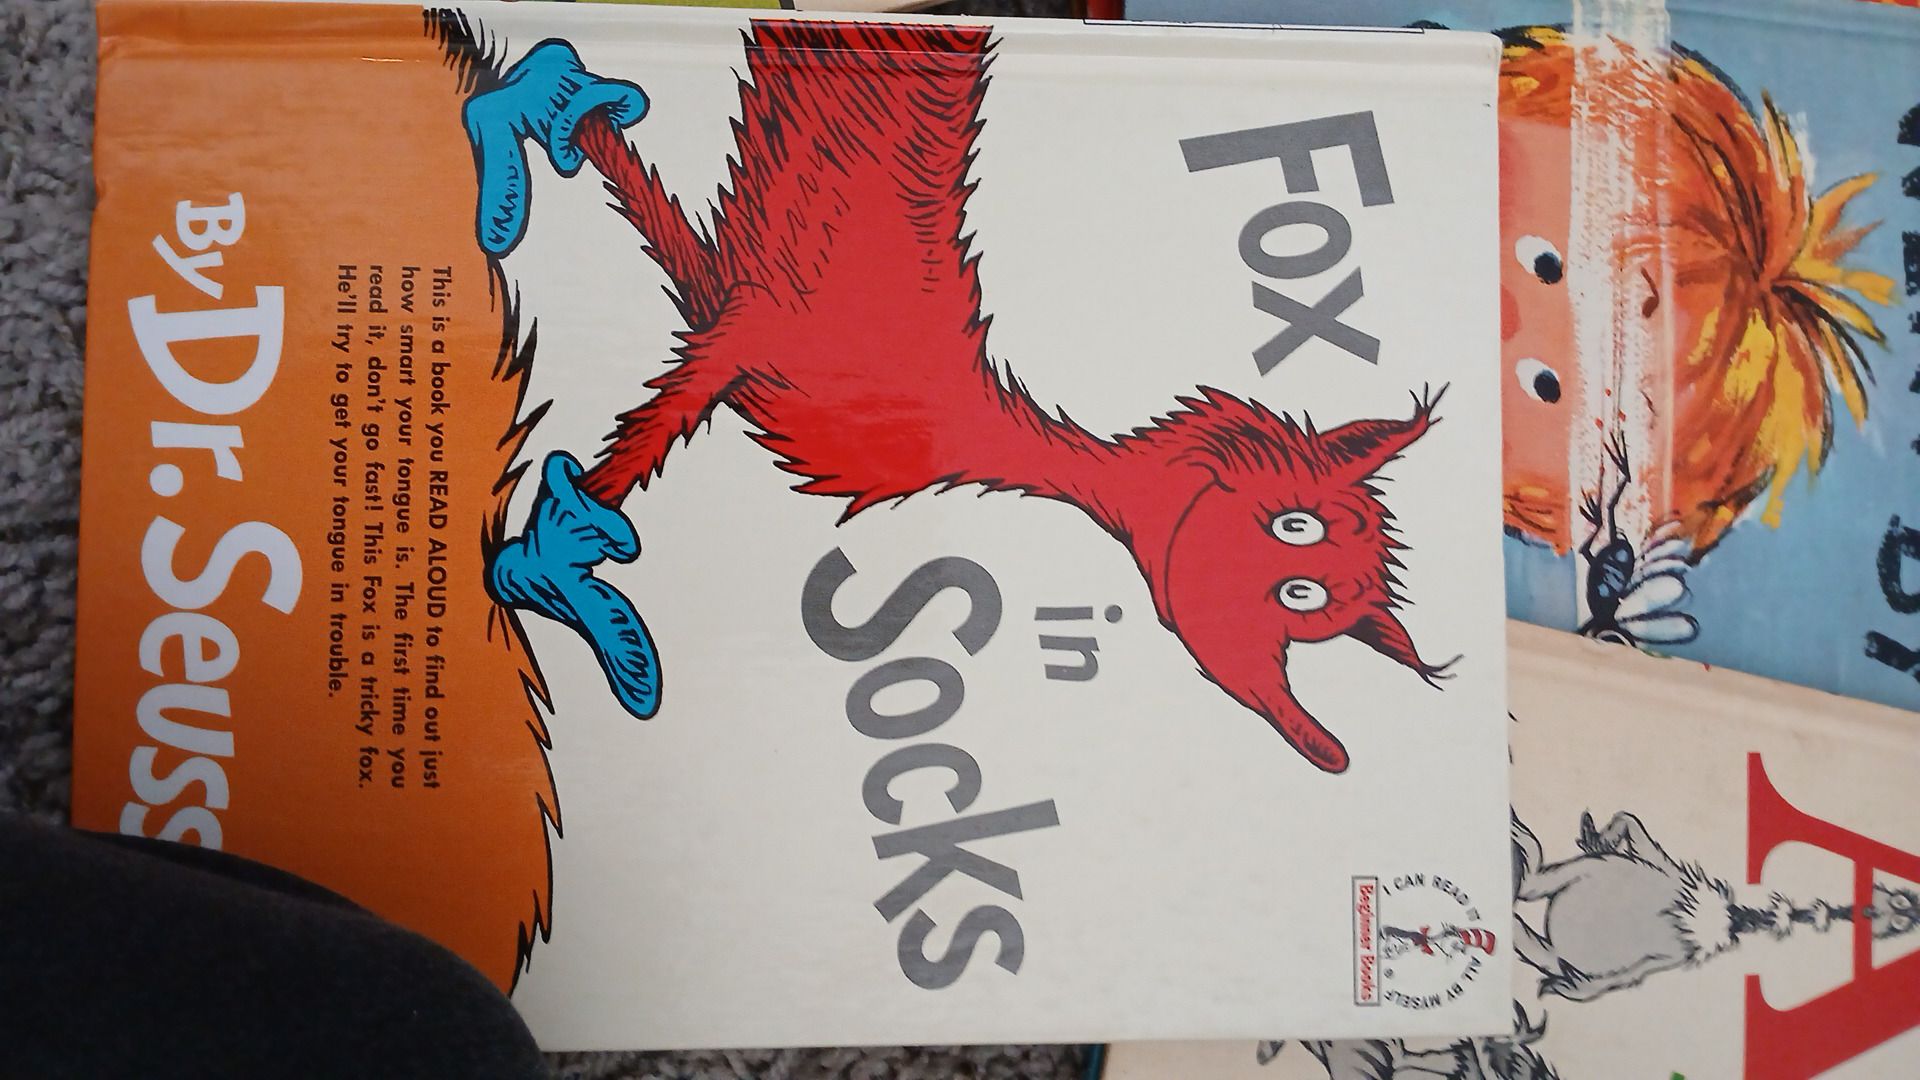 Fox
in
Socks
I CAN READ IT ALL BY MYSELF
Beginner Books
This is a book you READ ALOUD to find out just
how smart your tongue is. The first time you
read it, don't go fast! This Fox is a tricky fox.
He'll try to get your tongue in trouble.
By Dr. Seuss
A